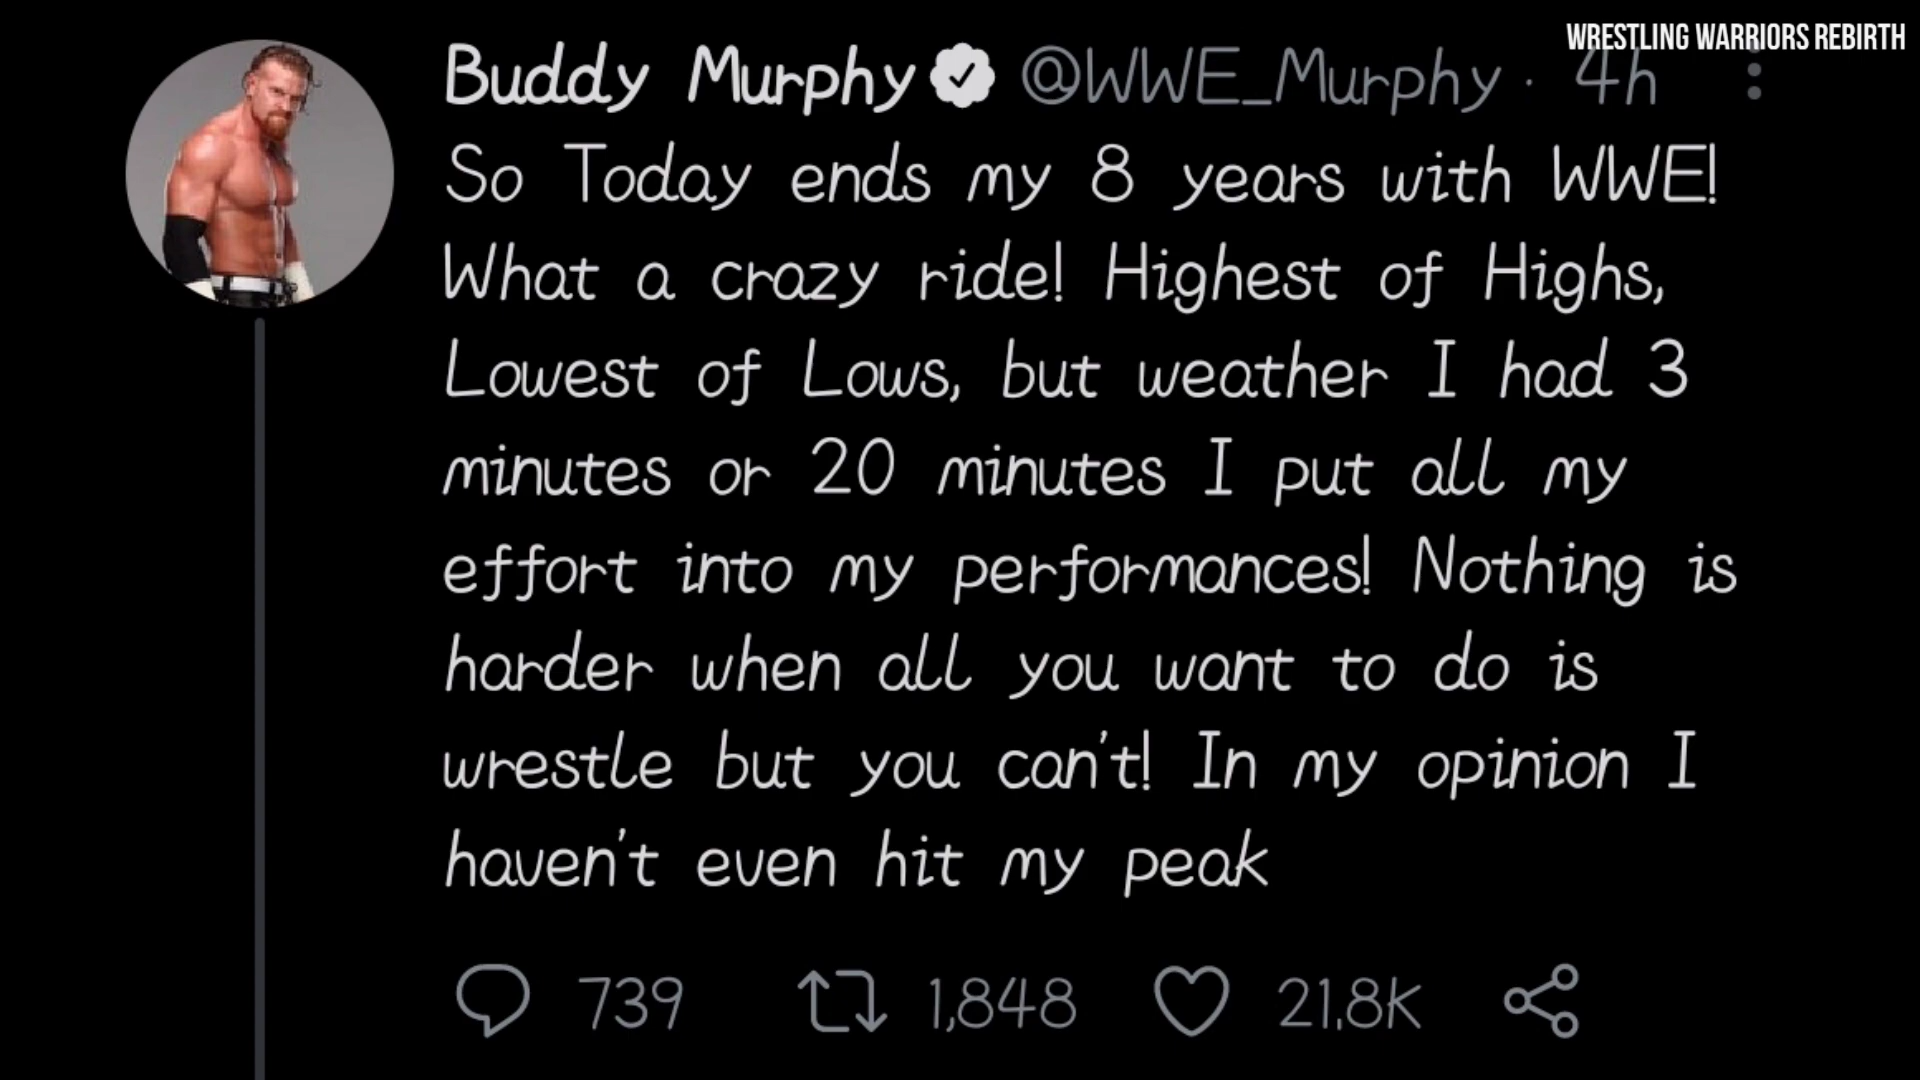 WRESTLING WARRIORS REBIRTH
Buddy Murphy @WWE_Murphy · 4h
So Today ends my 8 years with WWE!
What a crazy ride! Highest of Highs,
Lowest of Lows, but weather I had 3
minutes or 20 minutes I put all my
effort into my performances! Nothing is
harder when all you want to do is
wrestle but you can't! In my opinion I
haven't even hit my peak
739 1,848 21.8K